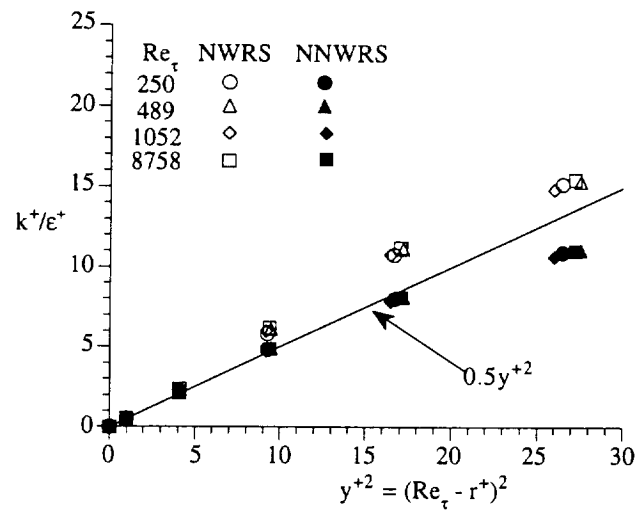 25
20
15
10
5
0
k⁺/ε⁺
Re_τ NWRS NNWRS
250
489
1052
8758
0.5y⁺²
0 5 10 15 20 25 30
y⁺² = (Re_τ - r⁺)²